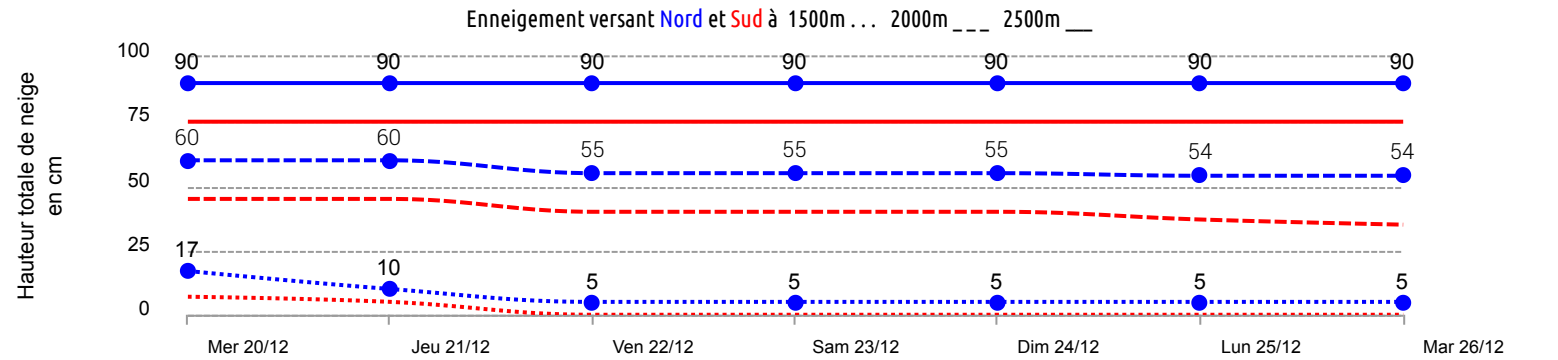 Enneigement versant Nord et Sud à 1500m . . . 2000m _ _ _ 2500m __
Hauteur totale de neige
en cm
100
90 90 90 90 90 90 90
75
60 60 55 55 55 54 54
50
25
17 10 5 5 5 5 5
0
Mer 20/12 Jeu 21/12 Ven 22/12 Sam 23/12 Dim 24/12 Lun 25/12 Mar 26/12